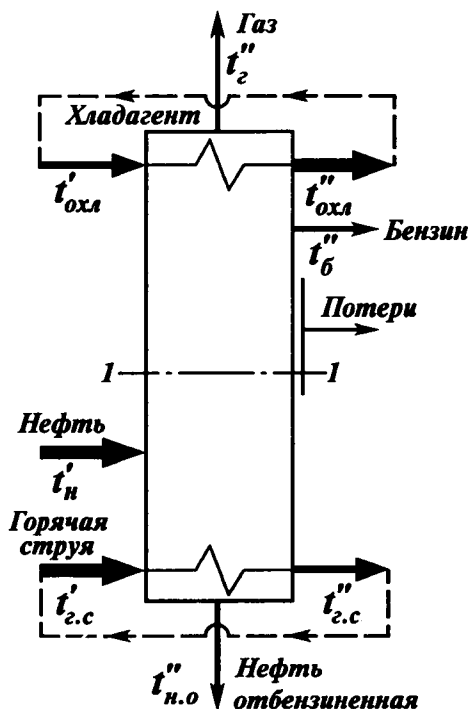 Газ
t''г
Хладагент
t'охл
t''охл
Бензин
t''б
Потери
1
1
Нефть
t'н
Горячая
струя
t'г.с
t''г.с
t''н.о
Нефть
отбензиненная